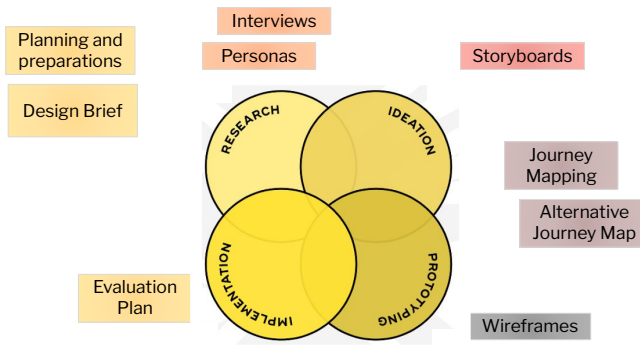 Interviews
Planning and
preparations
Personas
Storyboards
Design Brief
RESEARCH
IDEATION
Journey
Mapping
Alternative
Journey Map
IMPLEMENTATION
PROTOTYPING
Evaluation
Plan
Wireframes